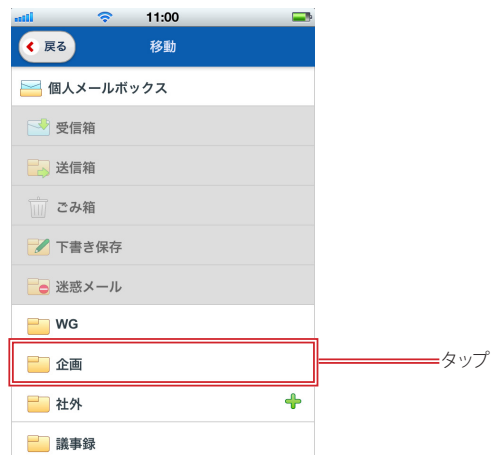 11:00
戻る
移動
個人メールボックス
受信箱
送信箱
ごみ箱
下書き保存
迷惑メール
WG
企画
タップ
社外
議事録